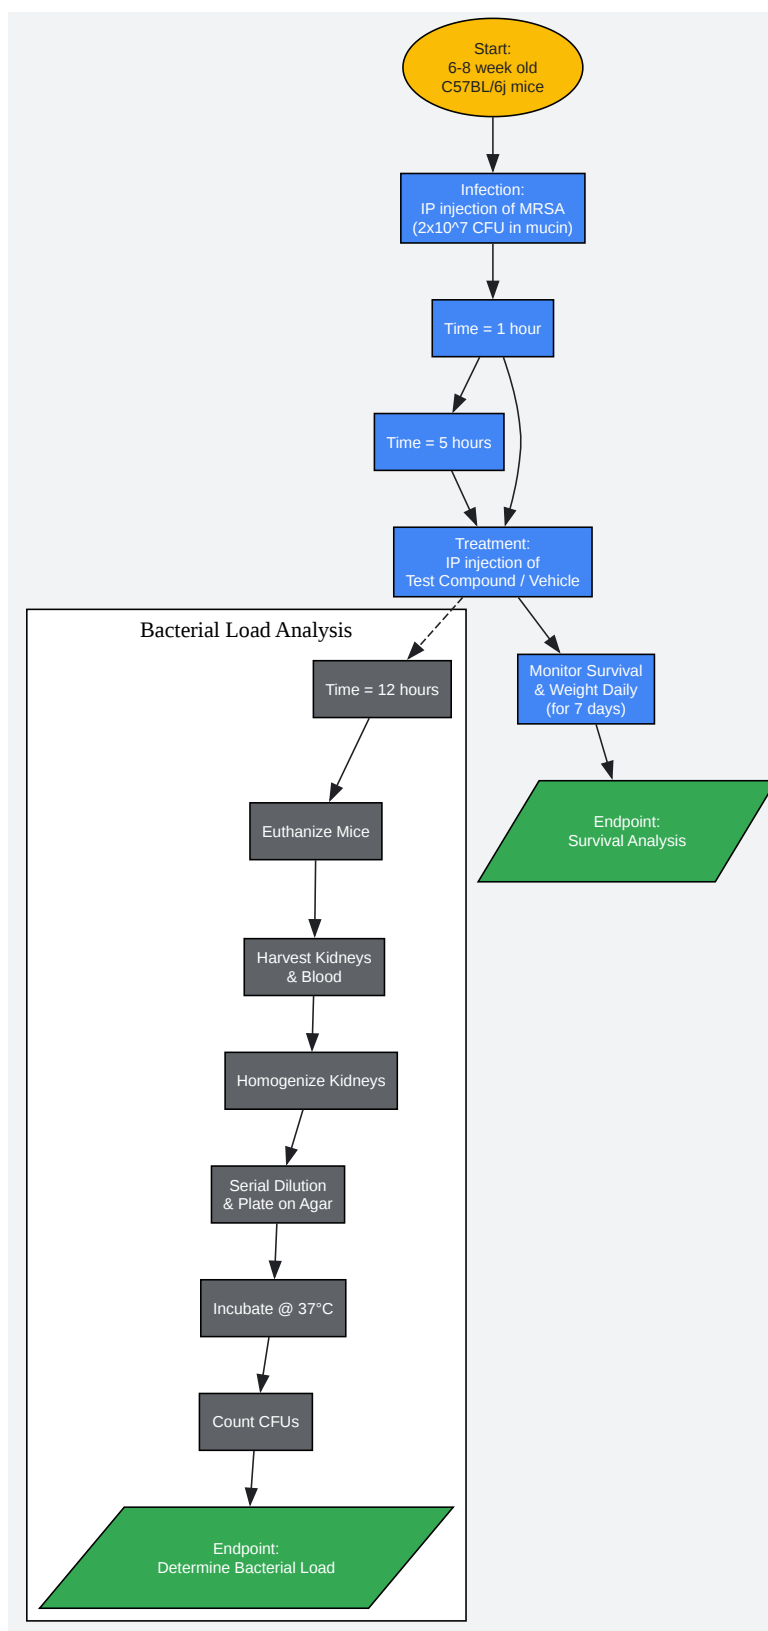 Start:
6-8 week old
C57BL/6j mice
Infection:
IP injection of MRSA
(2x10^7 CFU in mucin)
Time = 1 hour
Time = 5 hours
Treatment:
IP injection of
Test Compound / Vehicle
Bacterial Load Analysis
Time = 12 hours
Monitor Survival
& Weight Daily
(for 7 days)
Euthanize Mice
Endpoint:
Survival Analysis
Harvest Kidneys
& Blood
Homogenize Kidneys
Serial Dilution
& Plate on Agar
Incubate @ 37°C
Count CFUs
Endpoint:
Determine Bacterial Load